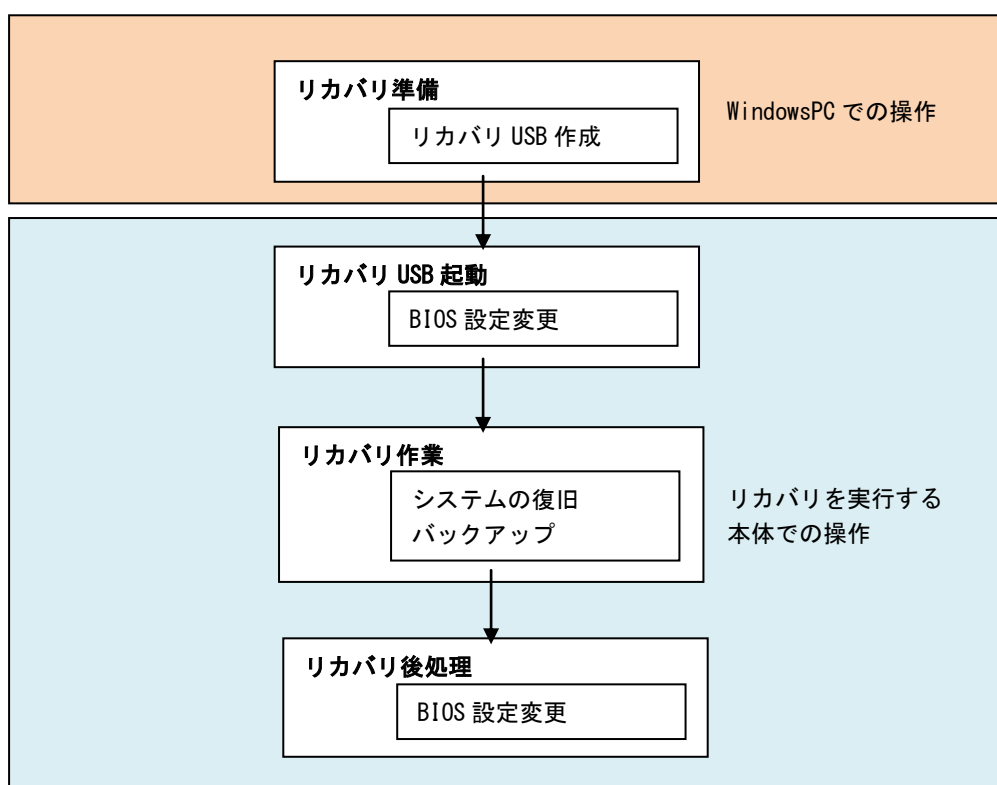 リカバリ準備
リカバリ USB 作成
WindowsPC での操作
リカバリ USB 起動
BIOS 設定変更
リカバリ作業
システムの復旧
バックアップ
リカバリを実行する
本体での操作
リカバリ後処理
BIOS 設定変更